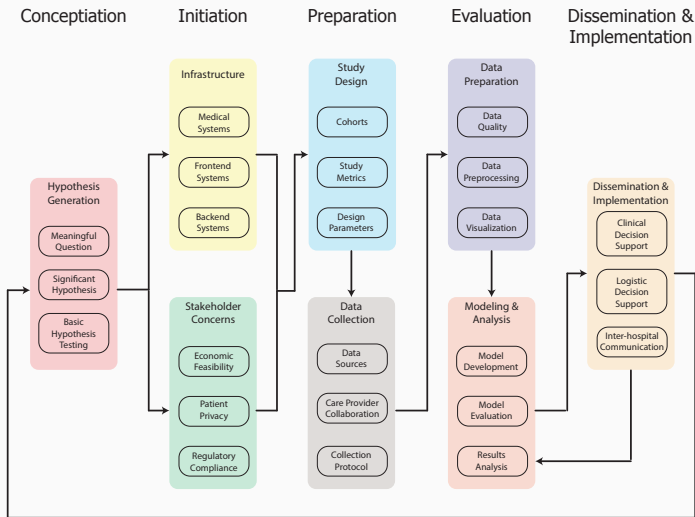 Conceptiation
Initiation
Preparation
Evaluation
Dissemination &
Implementation
Hypothesis
Generation
Meaningful
Question
Significant
Hypothesis
Basic
Hypothesis
Testing
Infrastructure
Medical
Systems
Frontend
Systems
Backend
Systems
Stakeholder
Concerns
Economic
Feasibility
Patient
Privacy
Regulatory
Compliance
Study
Design
Cohorts
Study
Metrics
Design
Parameters
Data
Collection
Data
Sources
Care Provider
Collaboration
Collection
Protocol
Data
Preparation
Data
Quality
Data
Preprocessing
Data
Visualization
Modeling &
Analysis
Model
Development
Model
Evaluation
Results
Analysis
Dissemination &
Implementation
Clinical
Decision
Support
Logistic
Decision
Support
Inter-hospital
Communication